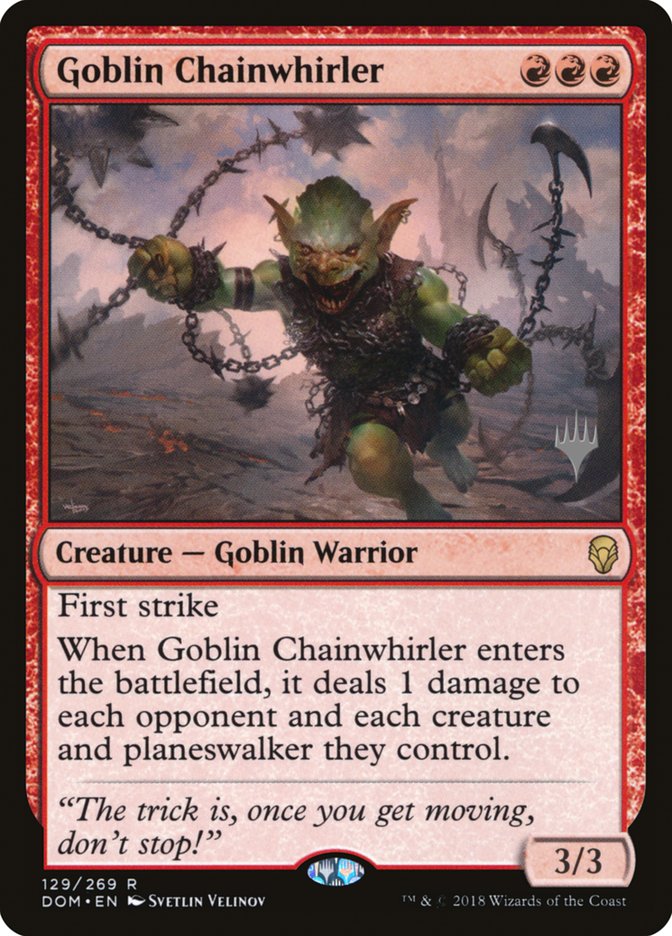 Goblin Chainwhirler
Creature — Goblin Warrior
First strike
When Goblin Chainwhirler enters
the battlefield, it deals 1 damage to
each opponent and each creature
and planeswalker they control.
“The trick is, once you get moving,
don’t stop!”
3/3
129/269 R
DOM • EN Svetlin Velinov
™ & © 2018 Wizards of the Coast